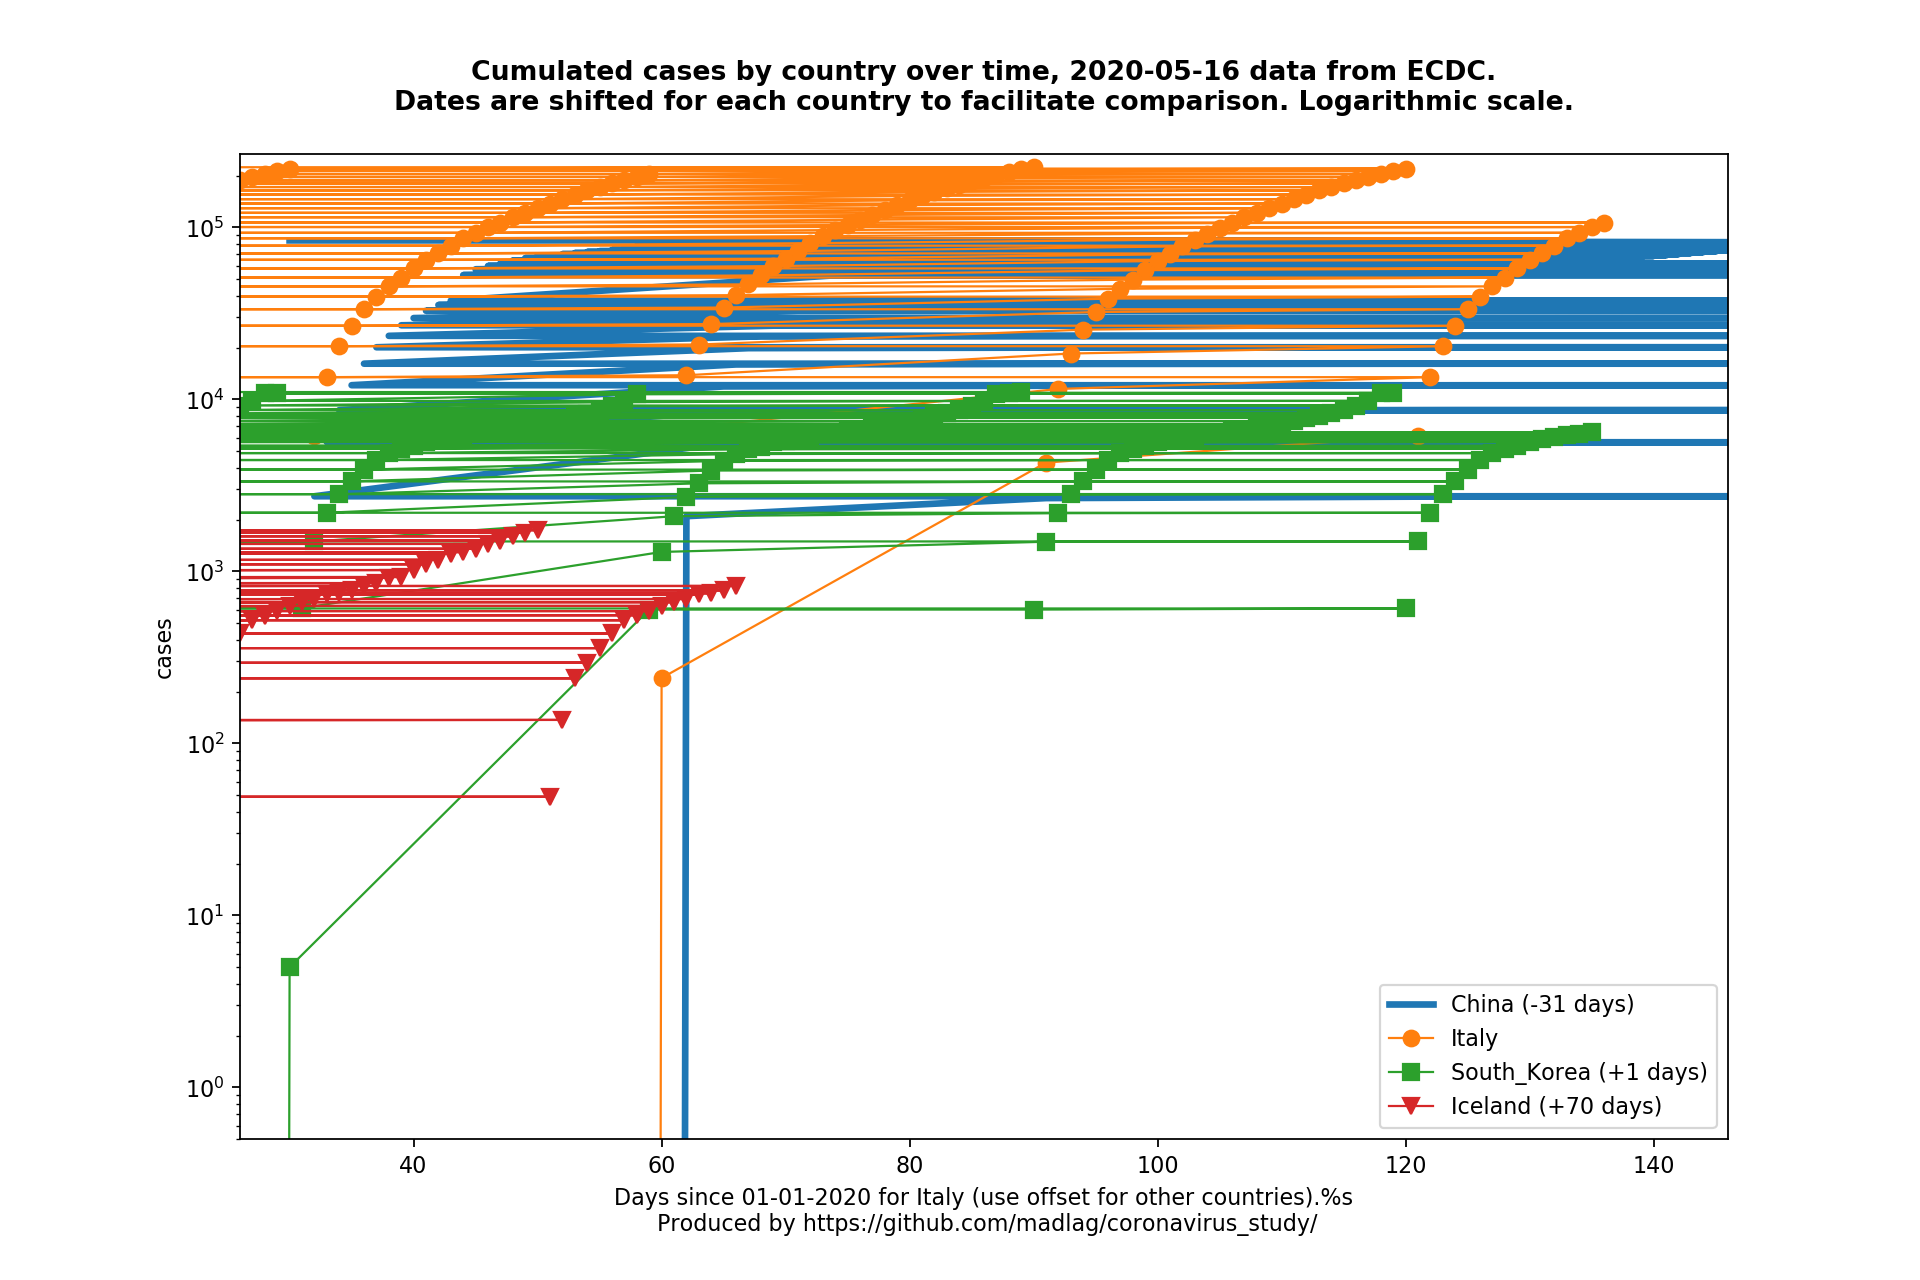 Cumulated cases by country over time, 2020-05-16 data from ECDC.
Dates are shifted for each country to facilitate comparison. Logarithmic scale.
cases
10^5
10^4
10^3
10^2
10^1
10^0
40 60 80 100 120 140
China (-31 days)
Italy
South_Korea (+1 days)
Iceland (+70 days)
Days since 01-01-2020 for Italy (use offset for other countries).%s
Produced by https://github.com/madlag/coronavirus_study/